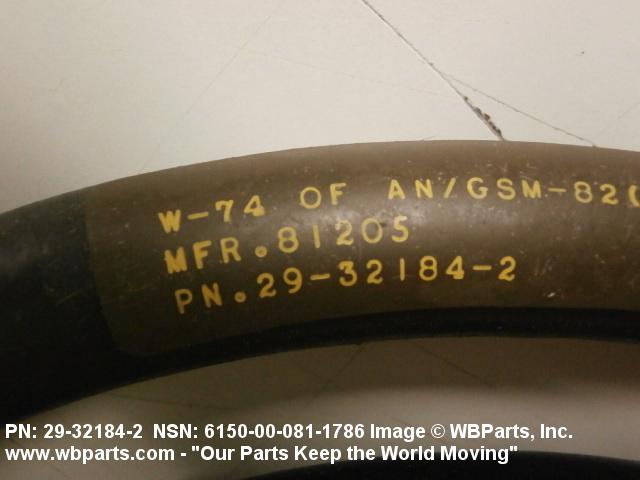 W-74 OF AN/GSM-82(
MFR.81205
PN.29-32184-2
PN: 29-32184-2 NSN: 6150-00-081-1786 Image © WBParts, Inc.
www.wbparts.com - "Our Parts Keep the World Moving"